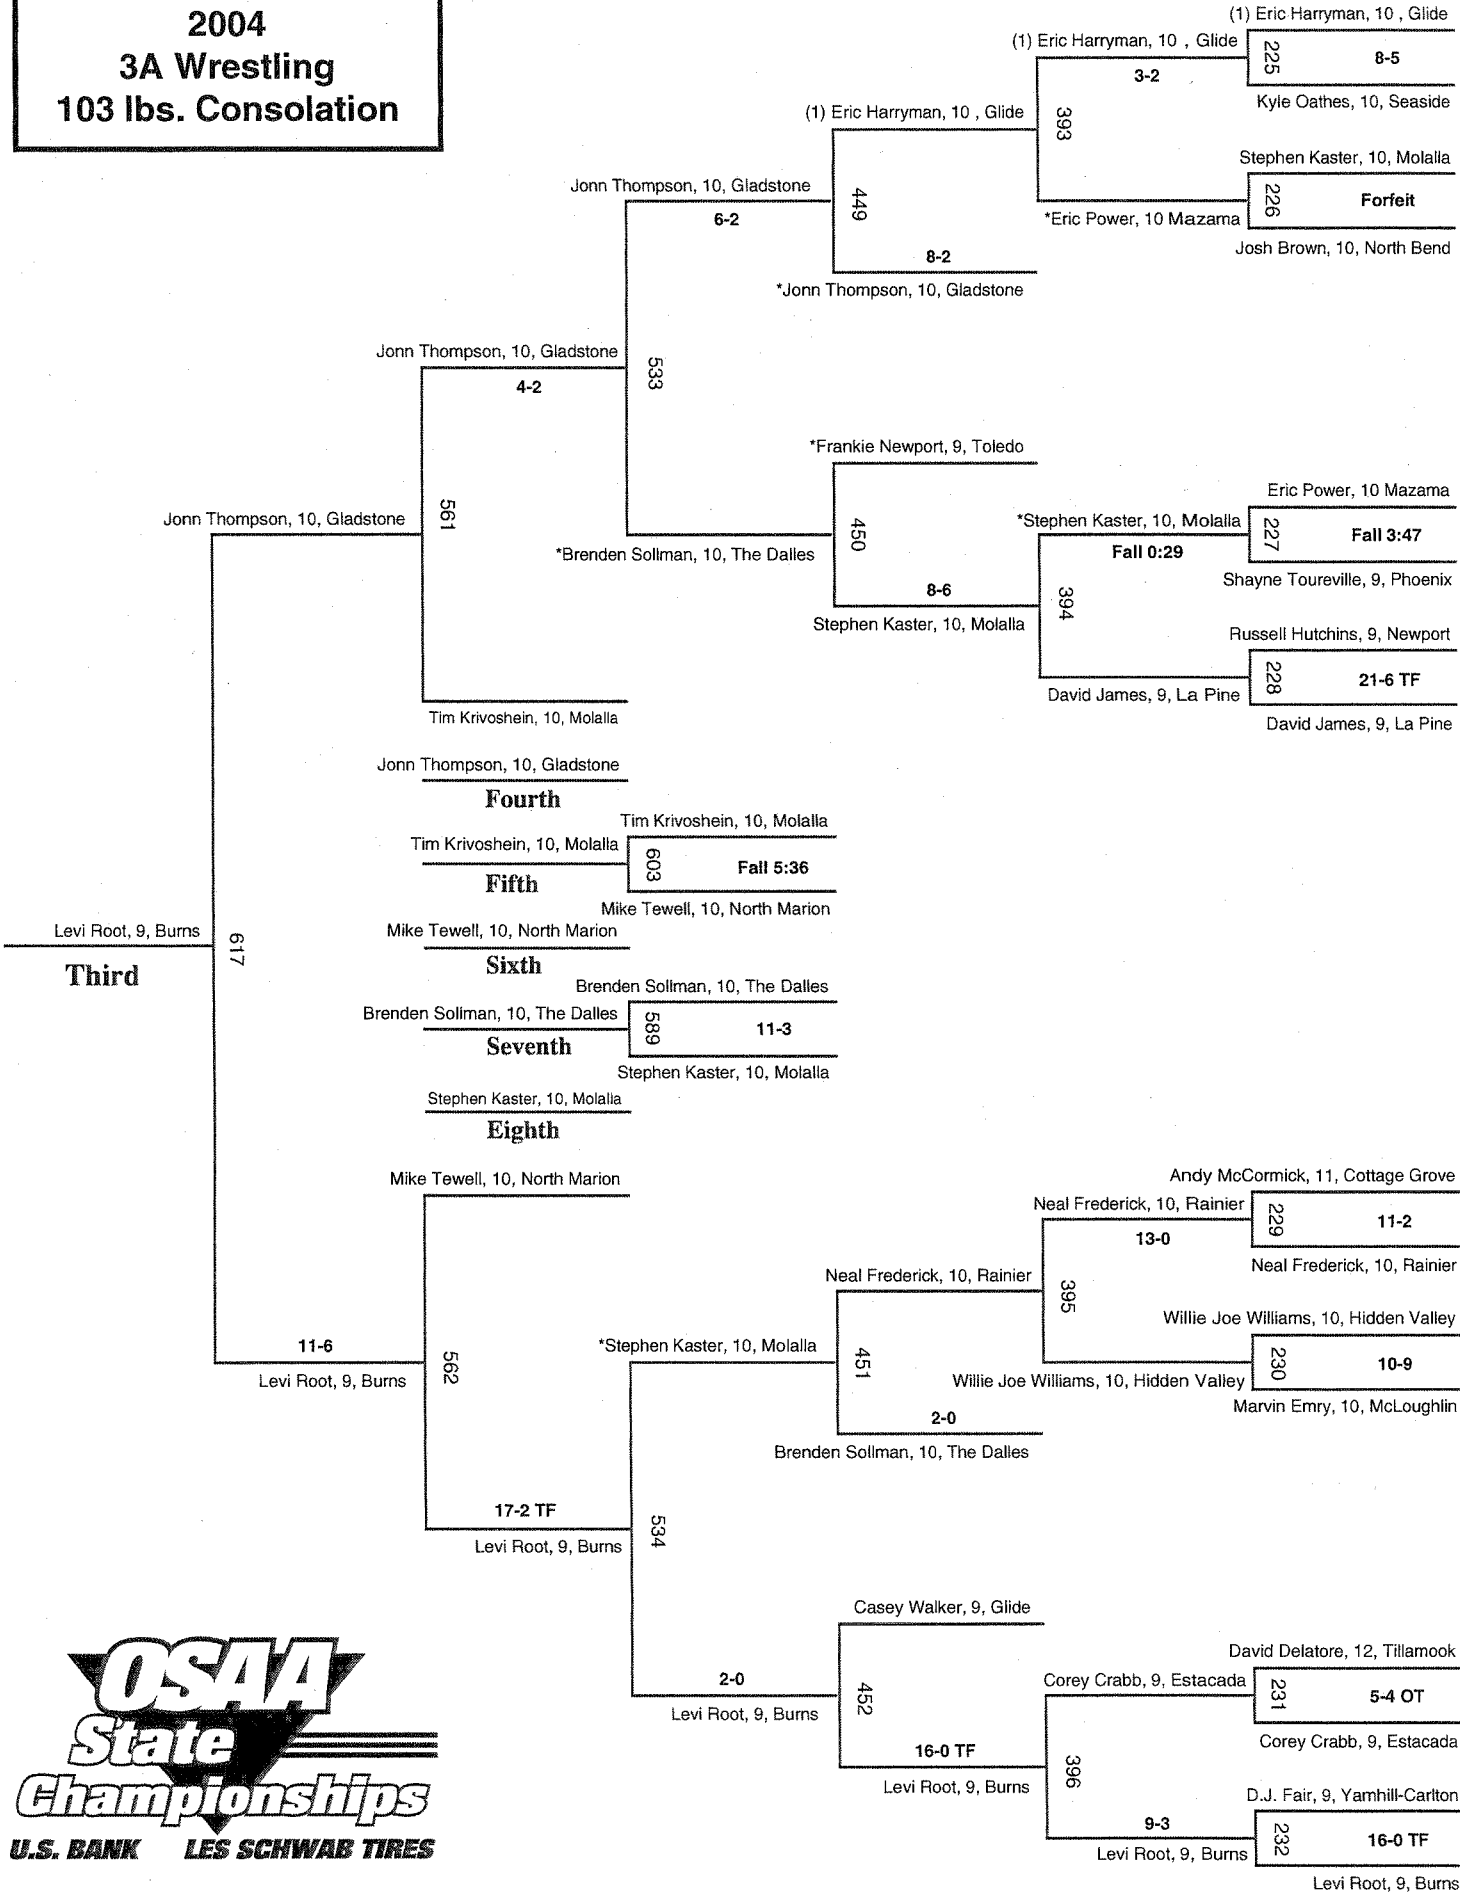 2004
3A Wrestling
103 lbs. Consolation
(1) Eric Harryman, 10 , Glide
225
8-5
Kyle Oathes, 10, Seaside
(1) Eric Harryman, 10 , Glide
3-2
393
Stephen Kaster, 10, Molalla
226
Forfeit
Josh Brown, 10, North Bend
*Eric Power, 10 Mazama
(1) Eric Harryman, 10 , Glide
449
8-2
*Jonn Thompson, 10, Gladstone
Jonn Thompson, 10, Gladstone
6-2
533
Jonn Thompson, 10, Gladstone
4-2
*Frankie Newport, 9, Toledo
450
8-6
Stephen Kaster, 10, Molalla
*Brenden Sollman, 10, The Dalles
Eric Power, 10 Mazama
227
Fall 3:47
Shayne Toureville, 9, Phoenix
*Stephen Kaster, 10, Molalla
Fall 0:29
394
Russell Hutchins, 9, Newport
228
21-6 TF
David James, 9, La Pine
David James, 9, La Pine
Jonn Thompson, 10, Gladstone
561
Tim Krivoshein, 10, Molalla
Jonn Thompson, 10, Gladstone
Fourth
Tim Krivoshein, 10, Molalla
Tim Krivoshein, 10, Molalla
603
Fall 5:36
Fifth
Mike Tewell, 10, North Marion
Levi Root, 9, Burns
617
Third
Mike Tewell, 10, North Marion
Sixth
Brenden Sollman, 10, The Dalles
Brenden Sollman, 10, The Dalles
589
11-3
Seventh
Stephen Kaster, 10, Molalla
Stephen Kaster, 10, Molalla
Eighth
Mike Tewell, 10, North Marion
562
11-6
Levi Root, 9, Burns
17-2 TF
Levi Root, 9, Burns
Andy McCormick, 11, Cottage Grove
229
11-2
Neal Frederick, 10, Rainier
Neal Frederick, 10, Rainier
13-0
395
Willie Joe Williams, 10, Hidden Valley
230
10-9
Marvin Emry, 10, McLoughlin
Willie Joe Williams, 10, Hidden Valley
Neal Frederick, 10, Rainier
451
2-0
Brenden Sollman, 10, The Dalles
*Stephen Kaster, 10, Molalla
534
2-0
Levi Root, 9, Burns
Casey Walker, 9, Glide
452
16-0 TF
Levi Root, 9, Burns
David Delatore, 12, Tillamook
231
5-4 OT
Corey Crabb, 9, Estacada
Corey Crabb, 9, Estacada
396
9-3
Levi Root, 9, Burns
D.J. Fair, 9, Yamhill-Carlton
232
16-0 TF
Levi Root, 9, Burns
OSAA
State
Championships
U.S. BANK LES SCHWAB TIRES